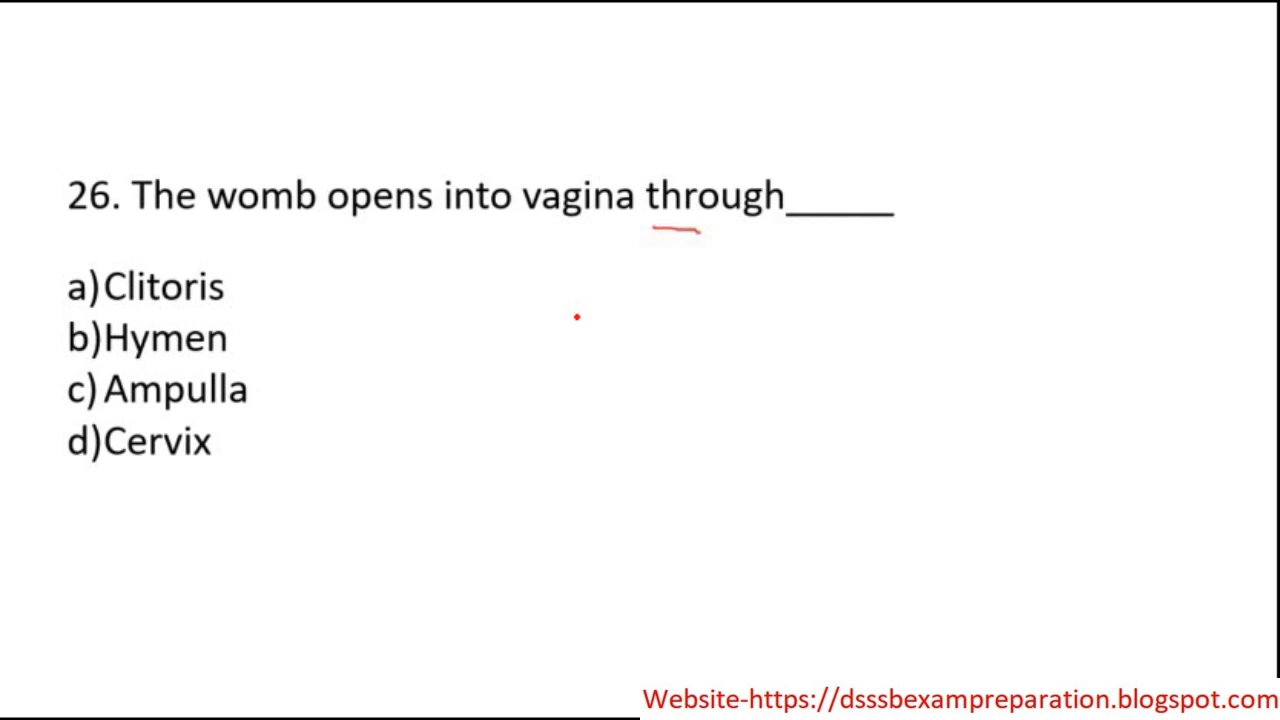 26. The womb opens into vagina through_____
a)Clitoris
b)Hymen
c)Ampulla
d)Cervix
Website-https://dsssbexampreparation.blogspot.com